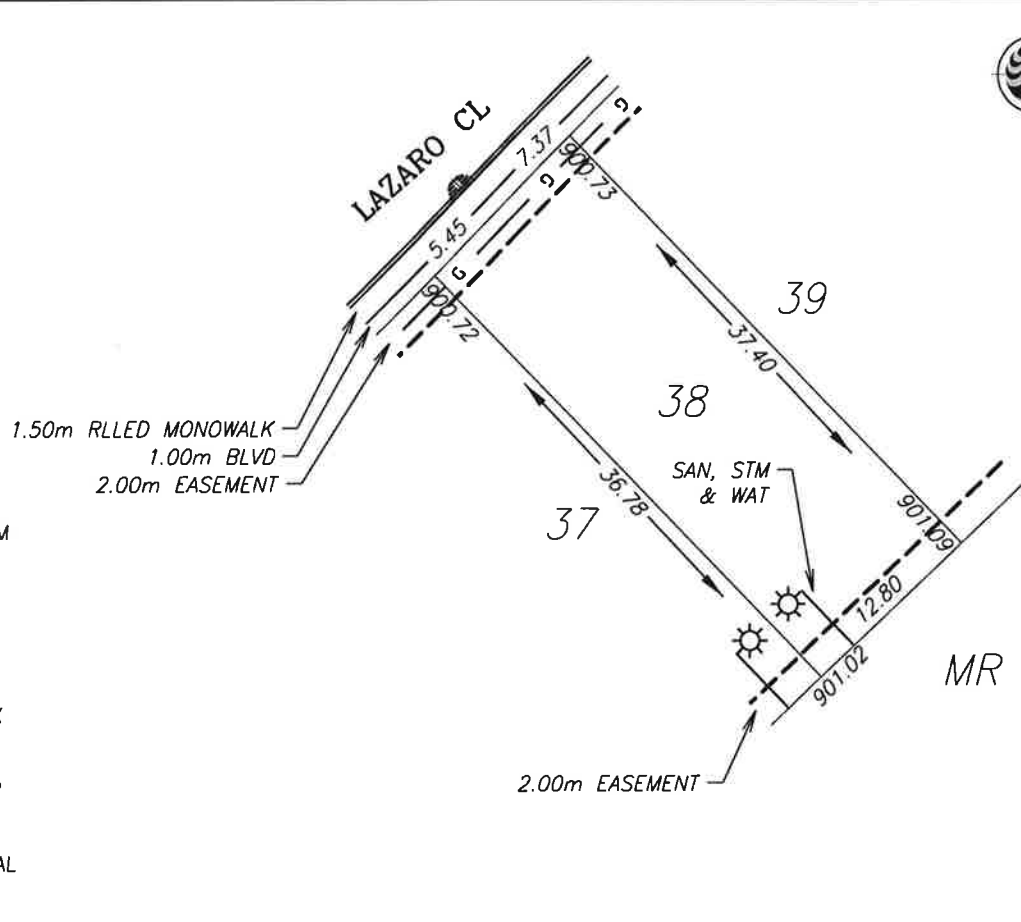 LAZARO CL
7.37
5.45
G
G
G
900.73
900.72
39
37.40
38
1.50m RLLED MONOWALK
1.00m BLVD
2.00m EASEMENT
SAN, STM
& WAT
36.78
37
901.09
12.80
901.02
MR
2.00m EASEMENT
M
AL